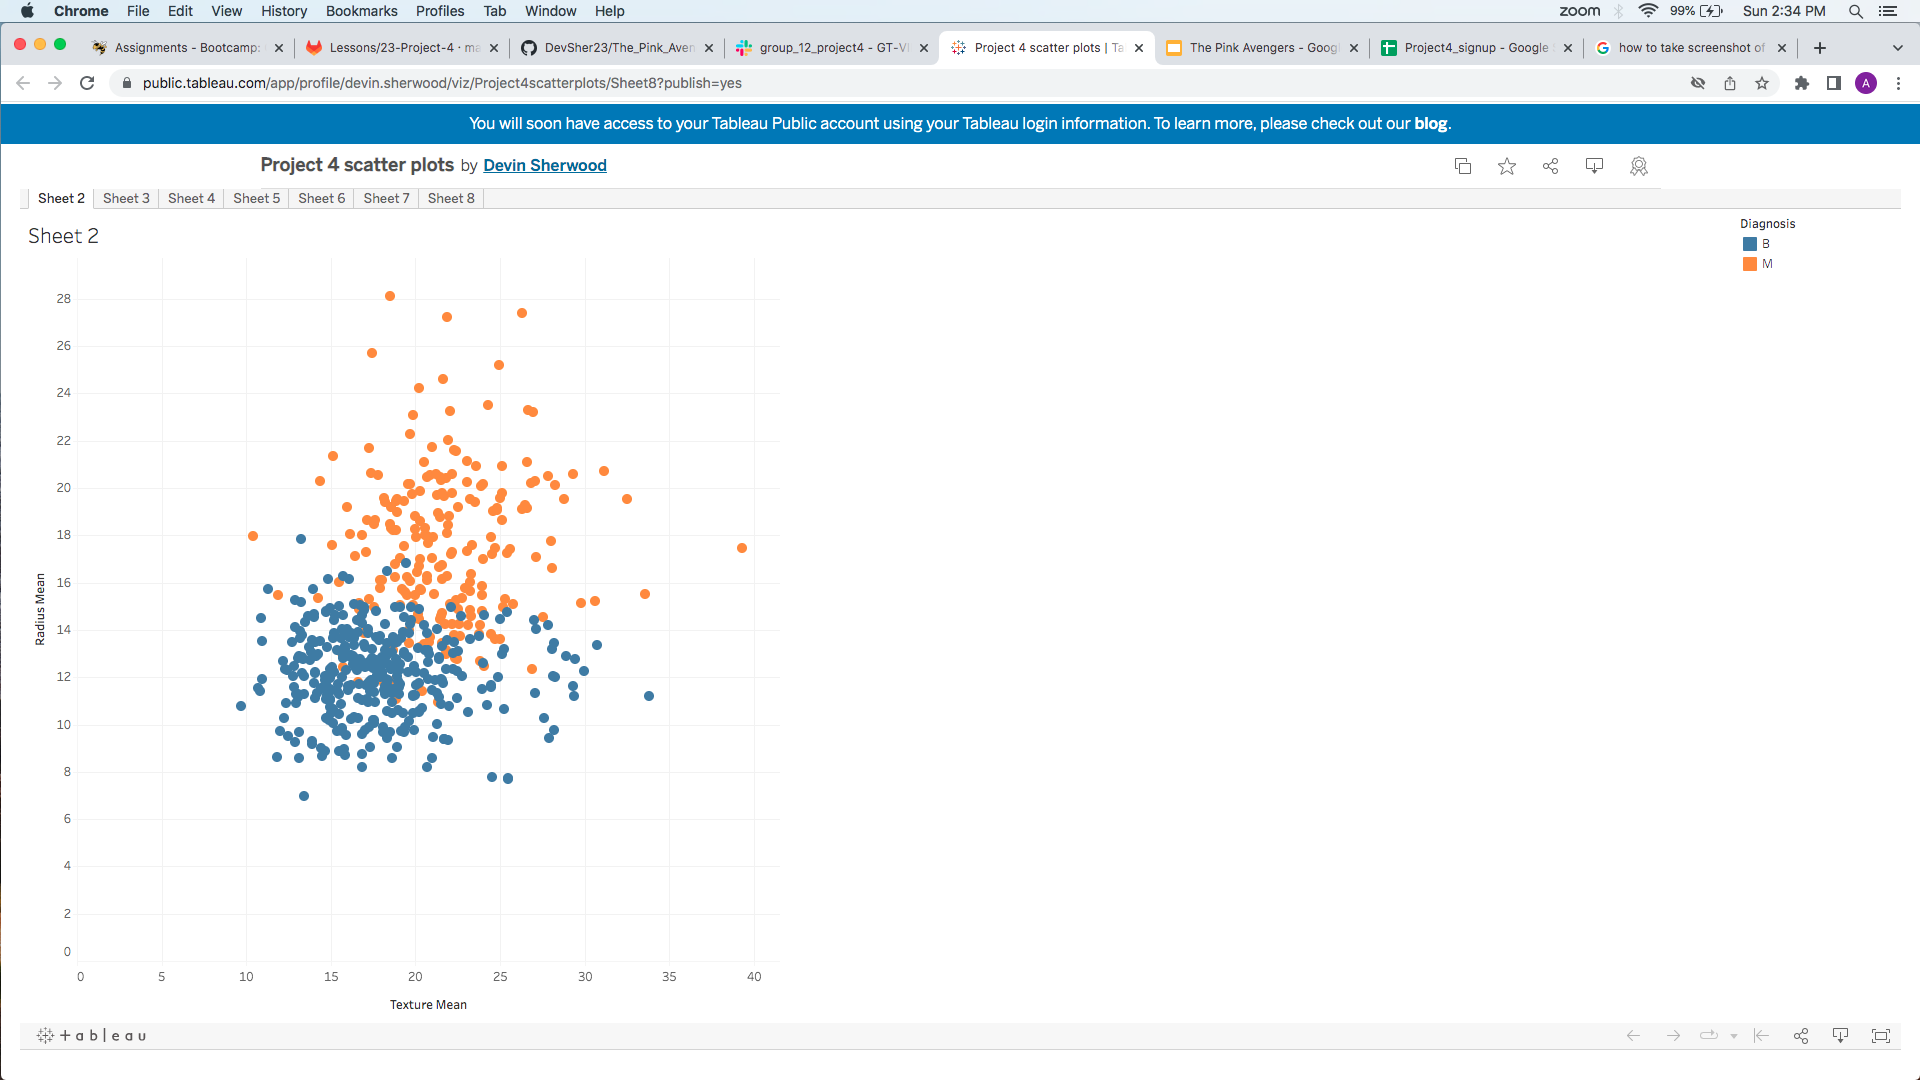 Chrome File Edit View History Bookmarks Profiles Tab Window Help zoom 99% Sun 2:34 PM
Assignments - Bootcamp: Lessons/23-Project-4 · ma DevSher23/The_Pink_Aven group_12_project4 - GT-Vi Project 4 scatter plots | Ta The Pink Avengers - Googl Project4_signup - Google how to take screenshot of
public.tableau.com/app/profile/devin.sherwood/viz/Project4scatterplots/Sheet8?publish=yes A
You will soon have access to your Tableau Public account using your Tableau login information. To learn more, please check out our blog.
Project 4 scatter plots by Devin Sherwood
Sheet 2 Sheet 3 Sheet 4 Sheet 5 Sheet 6 Sheet 7 Sheet 8
Sheet 2
Diagnosis
B
M
28
26
24
22
20
18
16
14
12
10
8
6
4
2
0
Radius Mean
0 5 10 15 20 25 30 35 40
Texture Mean
+ a b l e a u